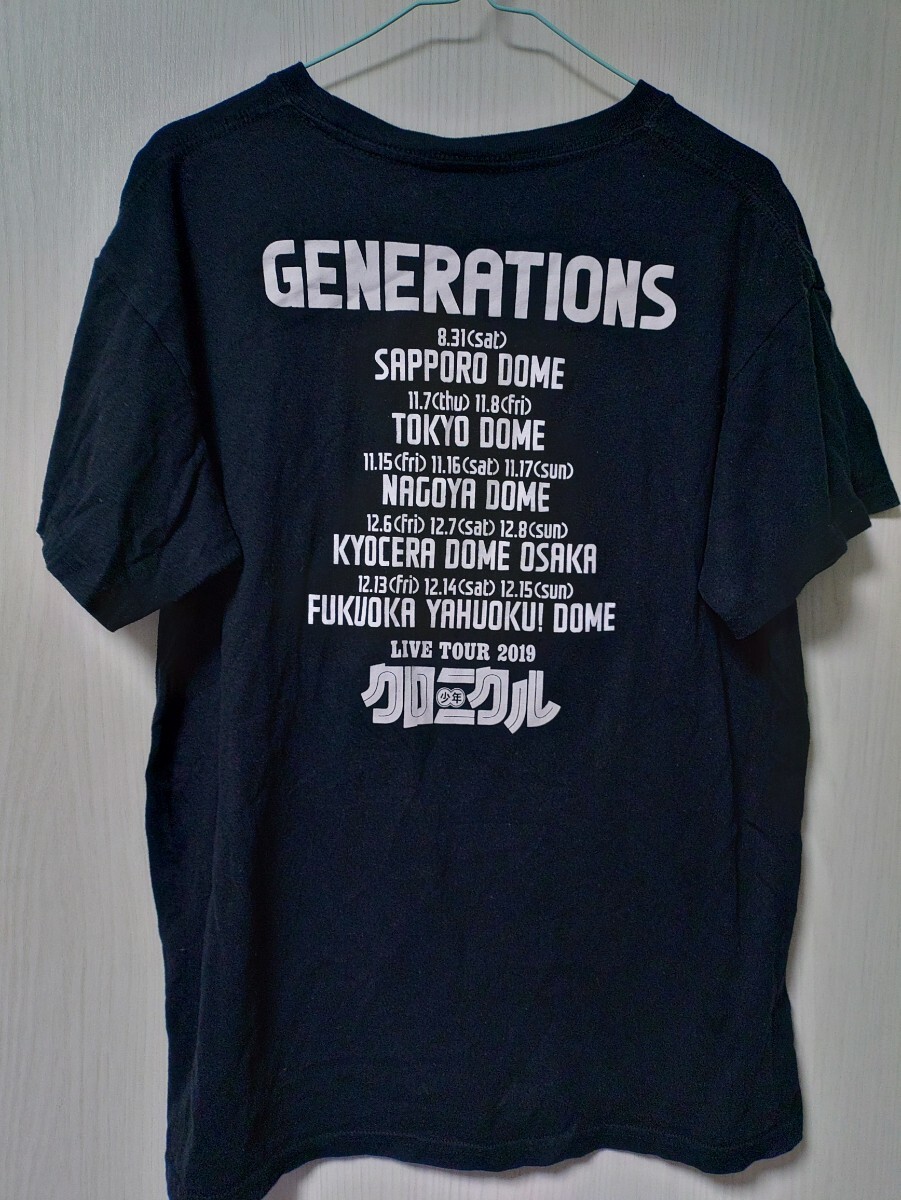 GENERATIONS
8.31(sat)
SAPPORO DOME
11.7(thu) 11.8(fri)
TOKYO DOME
11.15(fri) 11.16(sat) 11.17(sun)
NAGOYA DOME
12.6(fri) 12.7(sat) 12.8(sun)
KYOCERA DOME OSAKA
12.13(fri) 12.14(sat) 12.15(sun)
FUKUOKA YAHUOKU! DOME
LIVE TOUR 2019
少年
クロニクル